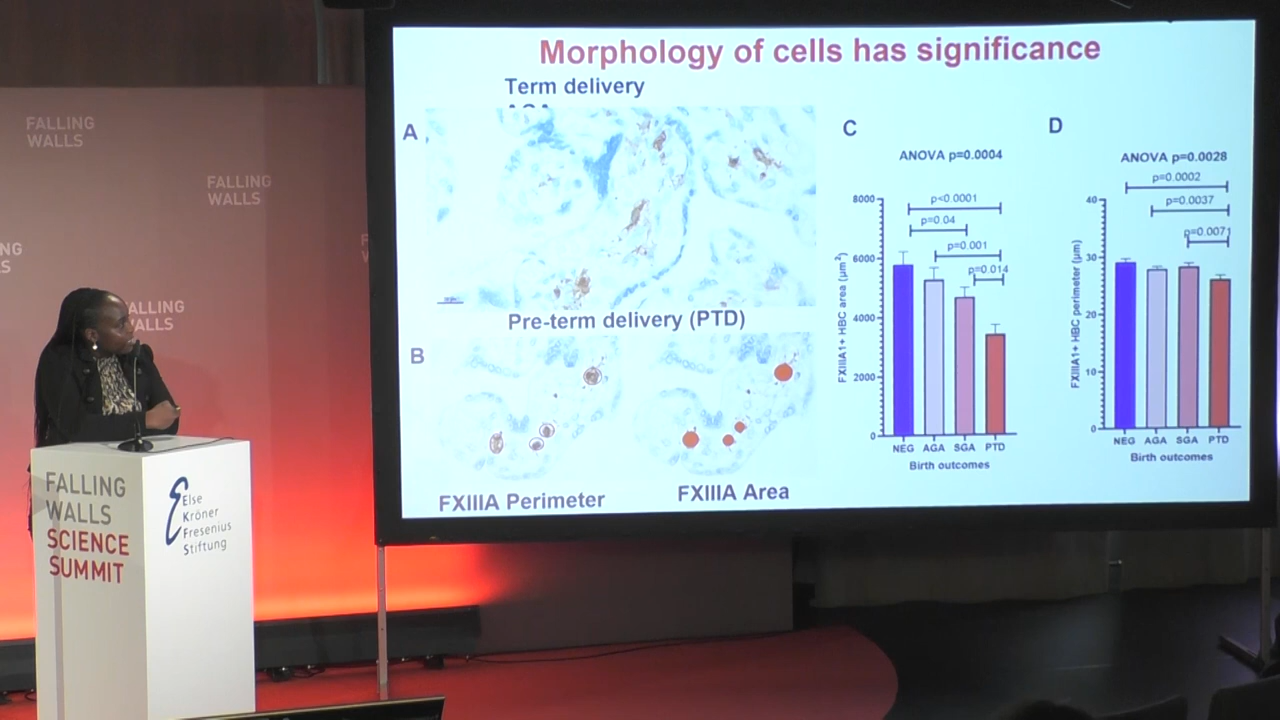 Morphology of cells has significance
Term delivery
A
Pre-term delivery (PTD)
B
FXIIIA Perimeter
FXIIIA Area
C
ANOVA p=0.0004
p<0.0001
p=0.04
p=0.001
p=0.014
FXIIIA1+ HBC area (µm²)
8000
6000
4000
2000
0
NEG AGA SGA PTD
Birth outcomes
D
ANOVA p=0.0028
p=0.0002
p=0.0037
p=0.0071
FXIIIA1+ HBC perimeter (µm)
40
30
20
10
0
NEG AGA SGA PTD
Birth outcomes
FALLING
WALLS
FALLING
WALLS
NG
S
ALLING
ALLS
FALLING
WALLS
SCIENCE
SUMMIT
Else
Kröner
Fresenius
Stiftung